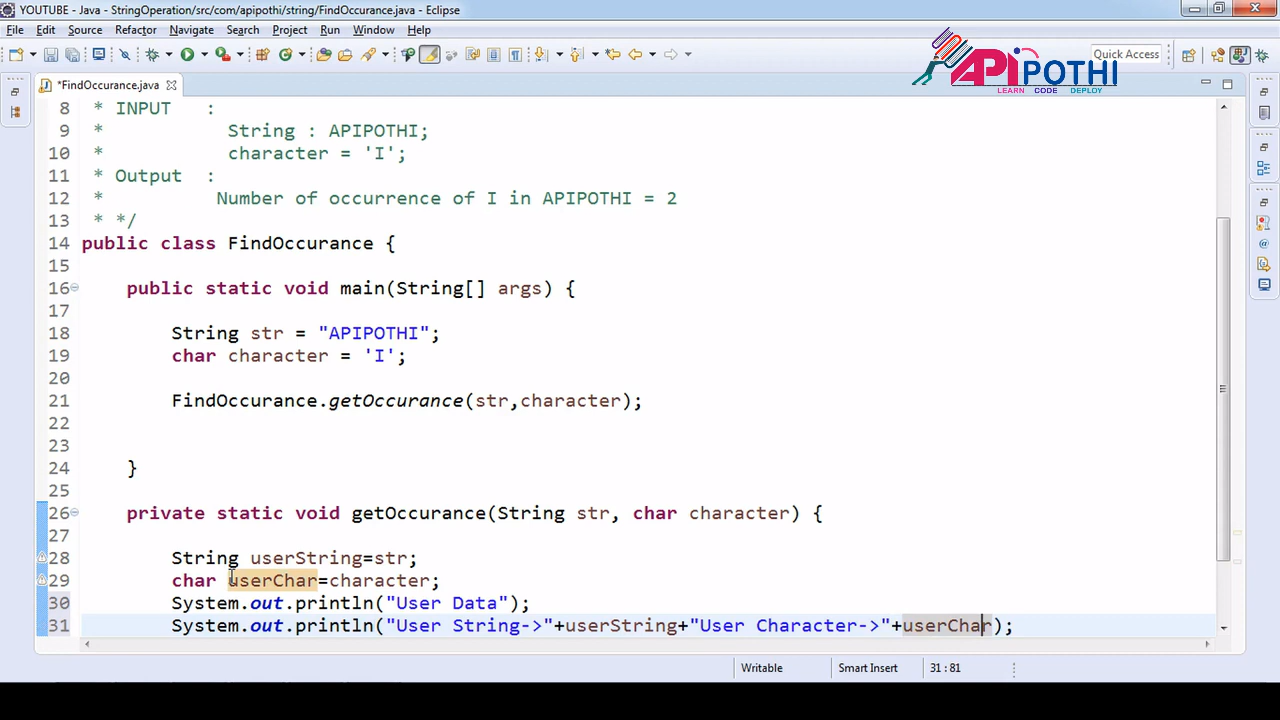 YOUTUBE - Java - StringOperation/src/com/apipothi/string/FindOccurance.java - Eclipse
File Edit Source Refactor Navigate Search Project Run Window Help
Quick Access
APIPOTHI
LEARN CODE DEPLOY
*FindOccurance.java
8 * INPUT :
9 * String : APIPOTHI;
10 * character = 'I';
11 * Output :
12 * Number of occurrence of I in APIPOTHI = 2
13 * */
14 public class FindOccurance {
15
16 public static void main(String[] args) {
17
18 String str = "APIPOTHI";
19 char character = 'I';
20
21 FindOccurance.getOccurance(str,character);
22
23
24 }
25
26 private static void getOccurance(String str, char character) {
27
28 String userString=str;
29 char userChar=character;
30 System.out.println("User Data");
31 System.out.println("User String->"+userString+"User Character->"+userChar);
Writable Smart Insert 31 : 81